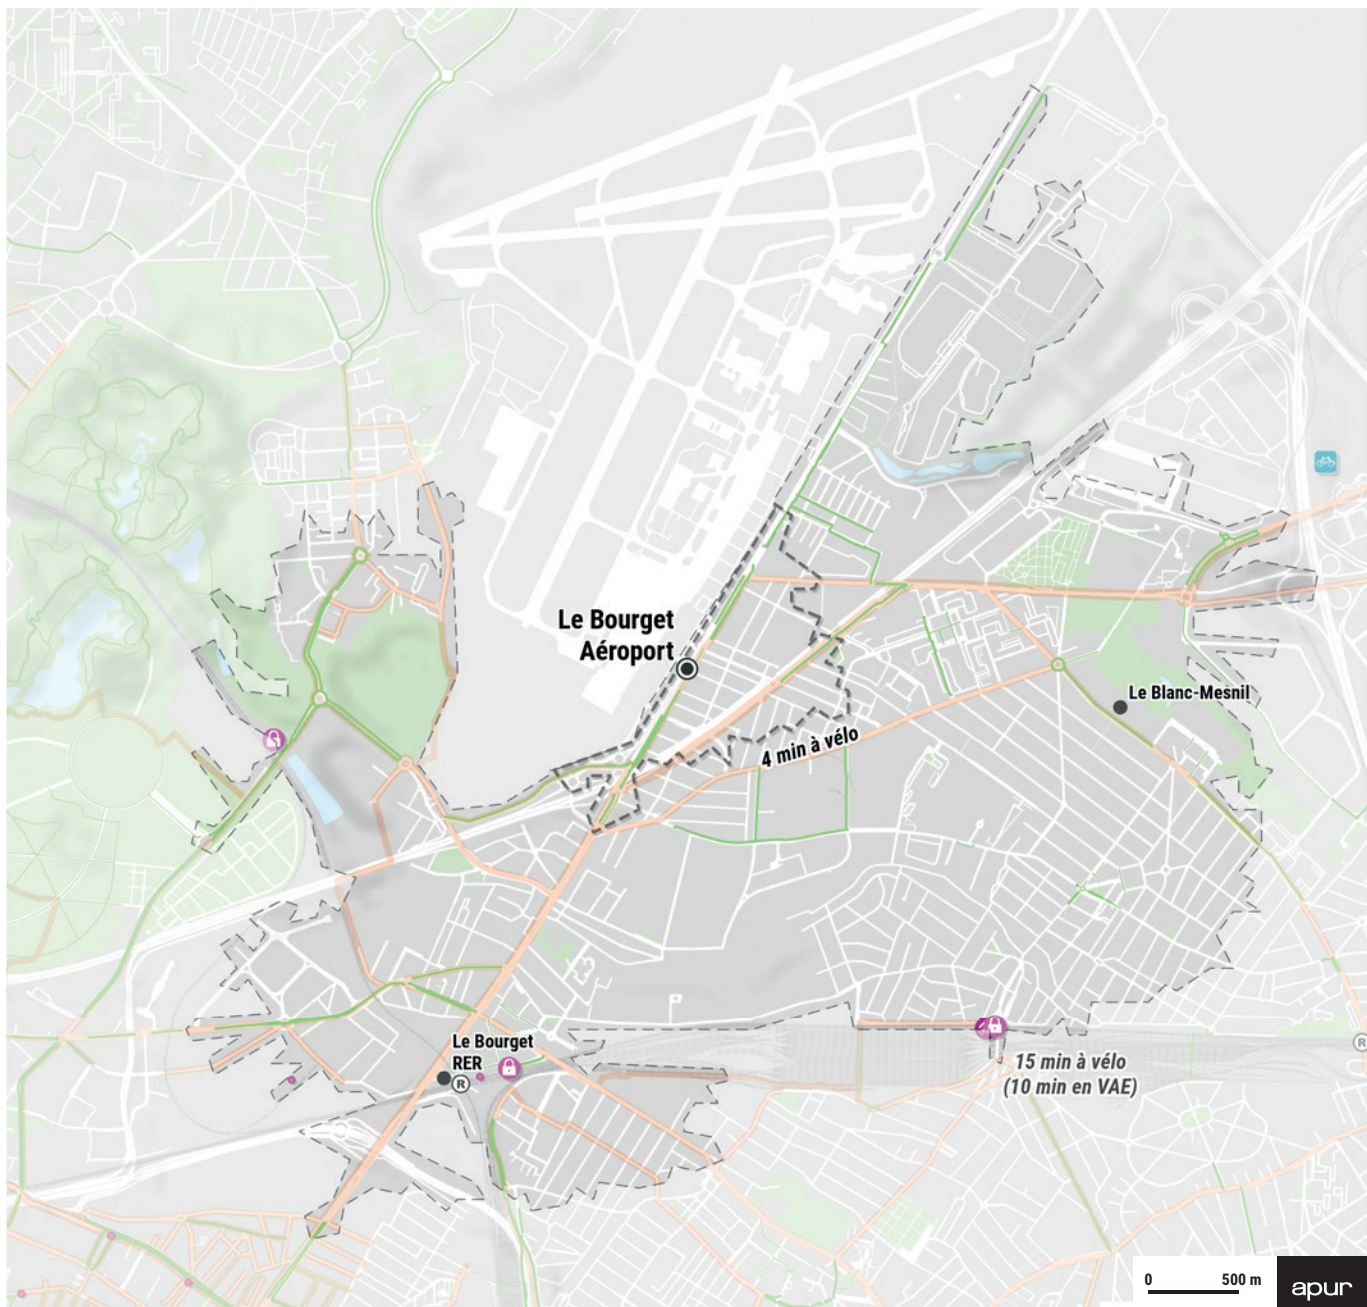 Le Bourget
Aéroport
Le Blanc-Mesnil
4 min à vélo
Le Bourget
RER
R
R
15 min à vélo
(10 min en VAE)
0 500 m
apur